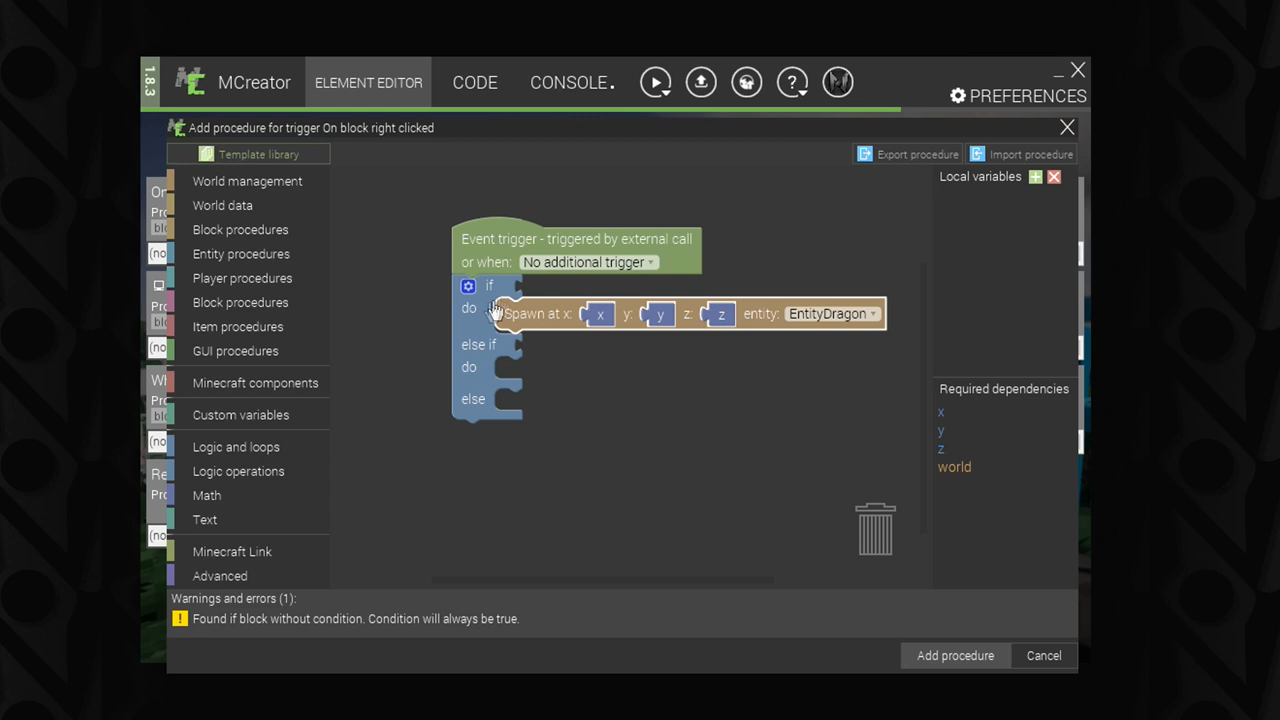 1.8.3
MCreator
ELEMENT EDITOR
CODE
CONSOLE.
PREFERENCES
Add procedure for trigger On block right clicked
Template library
Export procedure
Import procedure
World management
World data
Block procedures
Entity procedures
Player procedures
Block procedures
Item procedures
GUI procedures
Minecraft components
Custom variables
Logic and loops
Logic operations
Math
Text
Minecraft Link
Advanced
Event trigger - triggered by external call
or when: No additional trigger
if
do Spawn at x: x y: y z: z entity: EntityDragon
else if
do
else
Local variables
Required dependencies
x
y
z
world
Warnings and errors (1):
! Found if block without condition. Condition will always be true.
Add procedure
Cancel